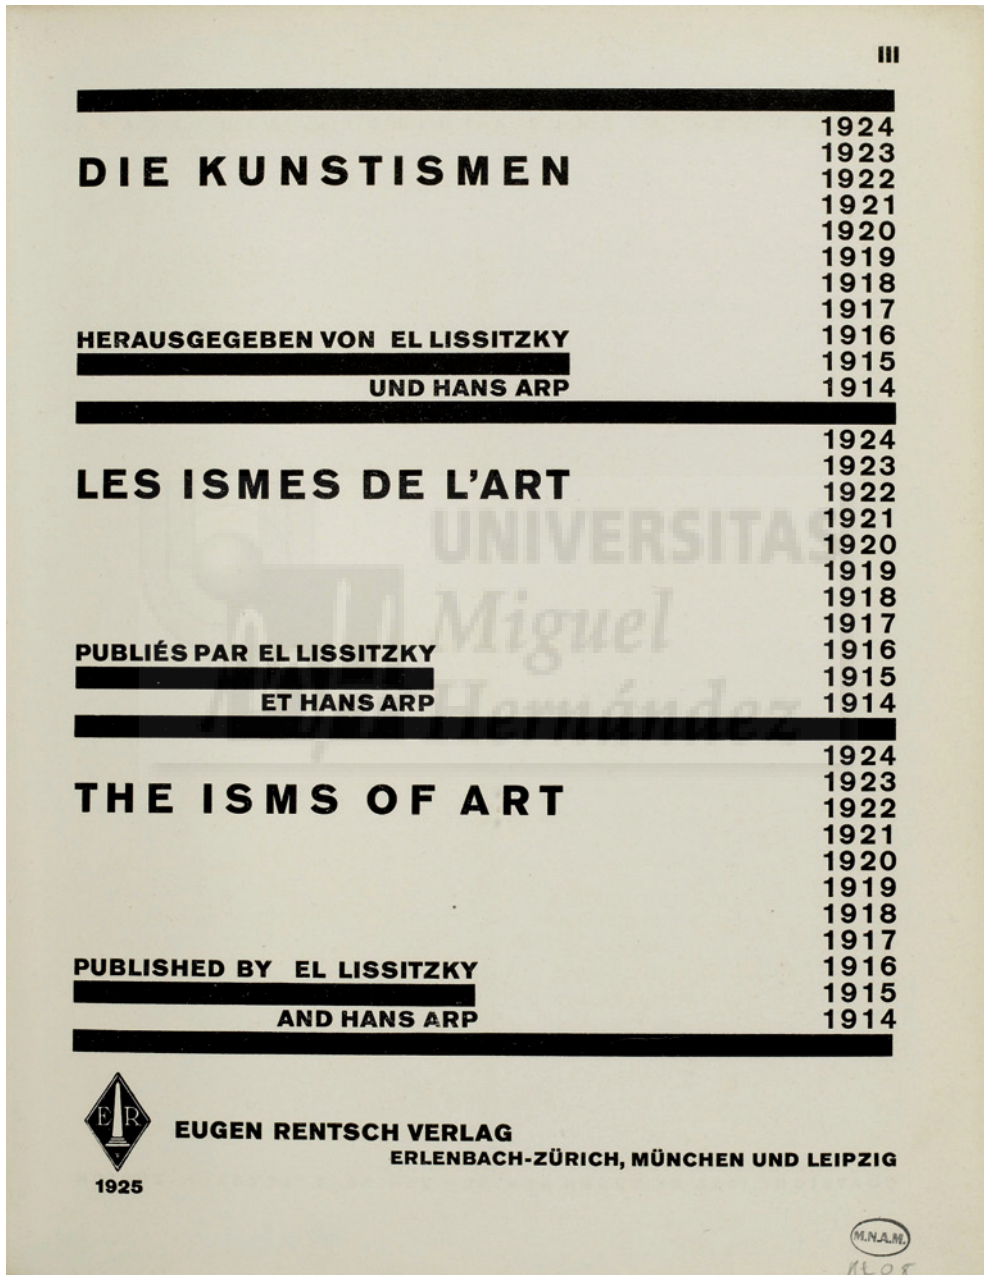 III
1924
DIE KUNSTISMEN
1923
1922
1921
1920
1919
1918
1917
HERAUSGEGEBEN VON EL LISSITZKY
1916
1915
UND HANS ARP
1914
1924
LES ISMES DE L'ART
1923
1922
1921
UNIVERSITAS
1920
1919
1918
Miguel
1917
PUBLIÉS PAR EL LISSITZKY
1916
1915
ET HANS ARP
1914
Hernández
1924
THE ISMS OF ART
1923
1922
1921
1920
1919
1918
1917
PUBLISHED BY EL LISSITZKY
1916
1915
AND HANS ARP
1914
E R
EUGEN RENTSCH VERLAG
ERLENBACH-ZÜRICH, MÜNCHEN UND LEIPZIG
1925
M.N.A.M.